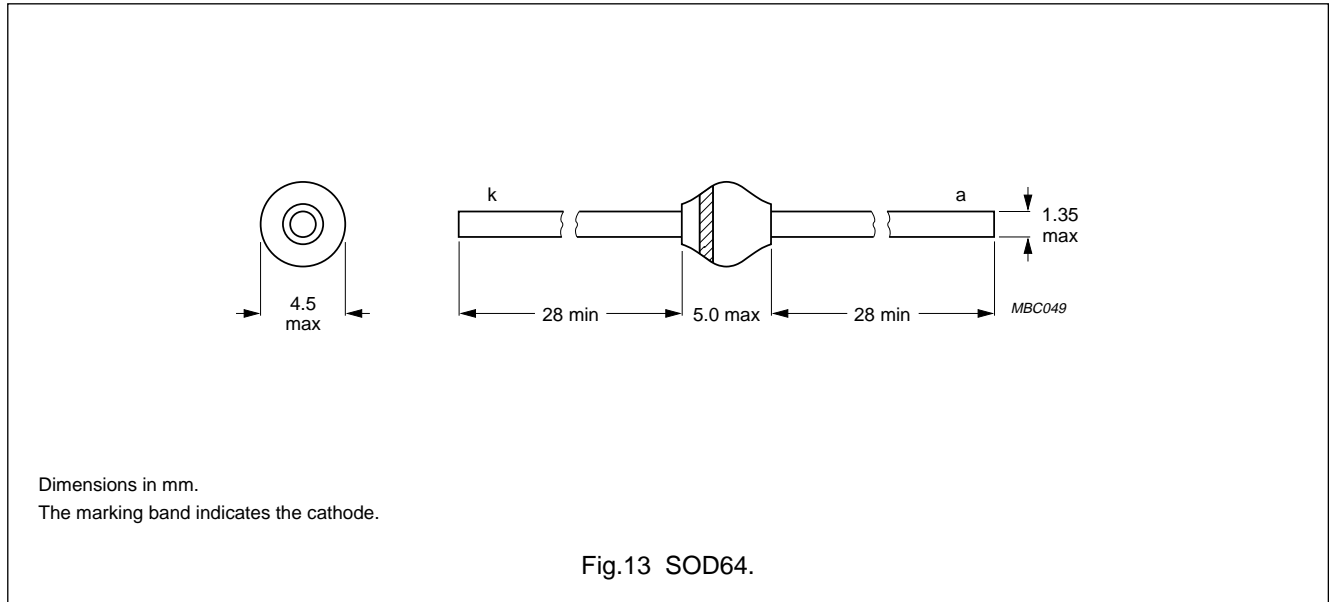 k
a
1.35
max
4.5
max
28 min
5.0 max
28 min
MBC049
Dimensions in mm.
The marking band indicates the cathode.
Fig.13 SOD64.